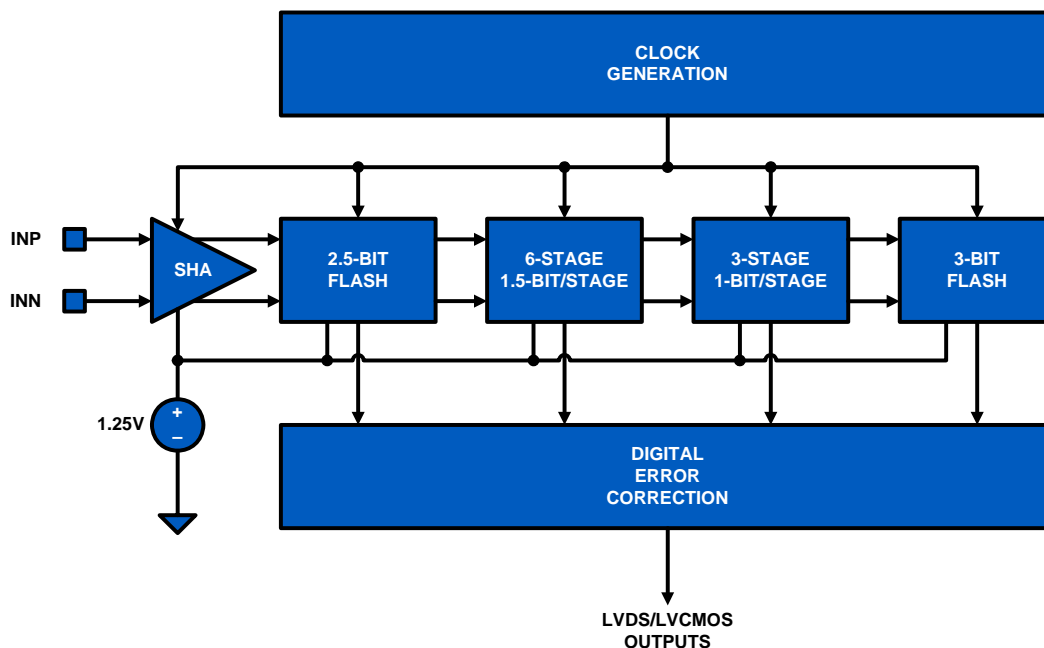 CLOCK
GENERATION
INP
INN
SHA
2.5-BIT
FLASH
6-STAGE
1.5-BIT/STAGE
3-STAGE
1-BIT/STAGE
3-BIT
FLASH
1.25V
+
–
DIGITAL
ERROR
CORRECTION
LVDS/LVCMOS
OUTPUTS